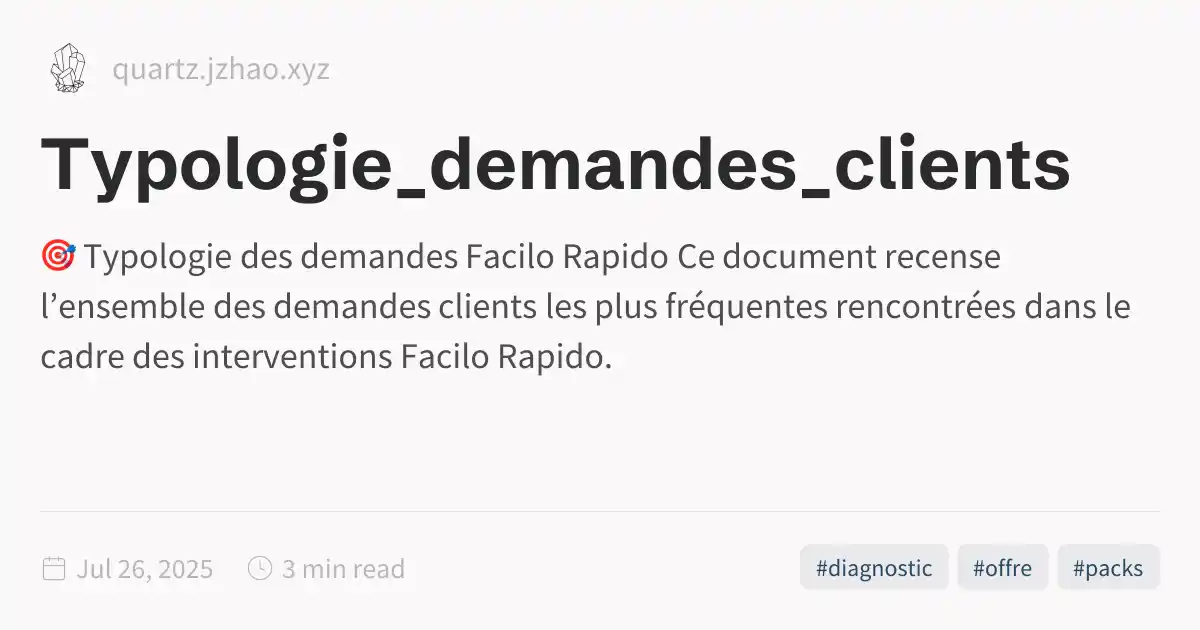 quartz.jzhao.xyz
Typologie_demandes_clients
🎯 Typologie des demandes Facilo Rapido Ce document recense
l’ensemble des demandes clients les plus fréquentes rencontrées dans le
cadre des interventions Facilo Rapido.
Jul 26, 2025 3 min read #diagnostic #offre #packs